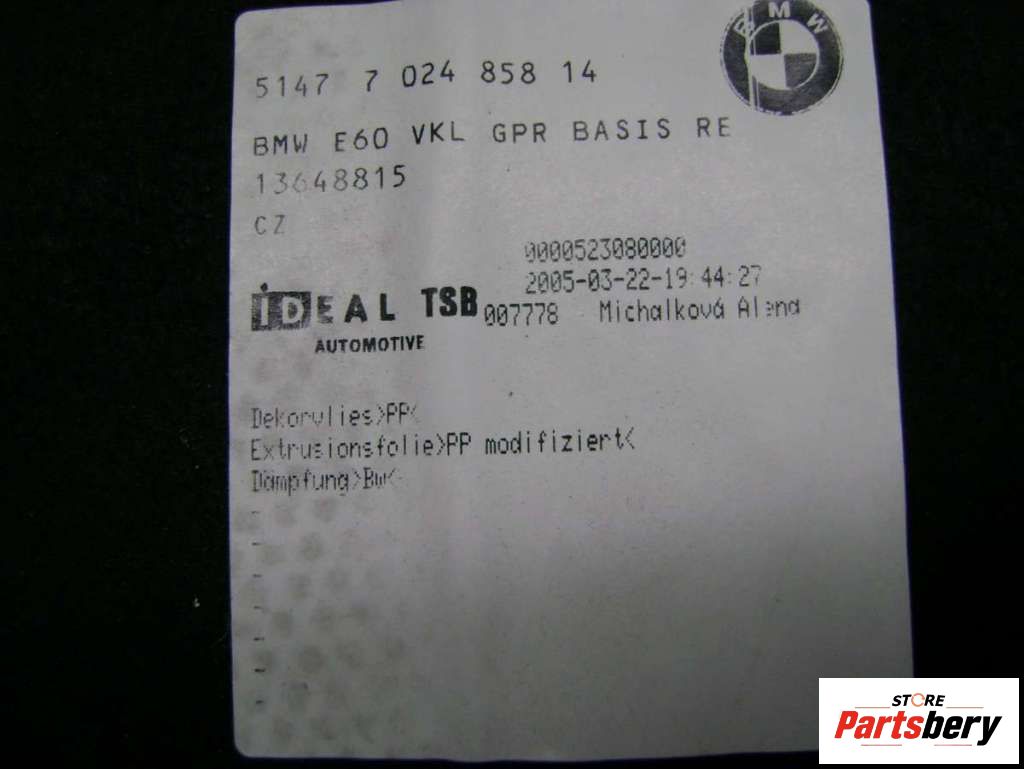 BMW
5147 7 024 858 14
BMW E60 VKL GPR BASIS RE
13648815
CZ
0000523080000
2005-03-22-19:44:27
IDEAL TSB 007778 Michalková Alena
AUTOMOTIVE
Dekorvlies>PP<
Extrusionsfolie>PP modifiziert<
Dämpfung>BW<-
-
-
-
-
-
-
STORE
Partsbery